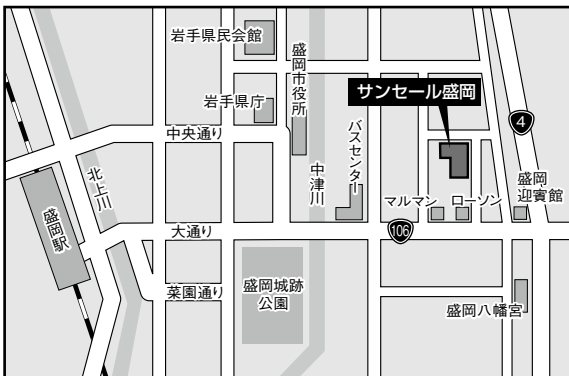 岩手県民会館
盛岡市役所
サンセール盛岡
岩手県庁
4
バスセンター
中央通り
中津川
北上川
盛岡駅
マルマン
ローソン
盛岡
迎賓館
大通り
106
菜園通り
盛岡城跡
公園
盛岡八幡宮